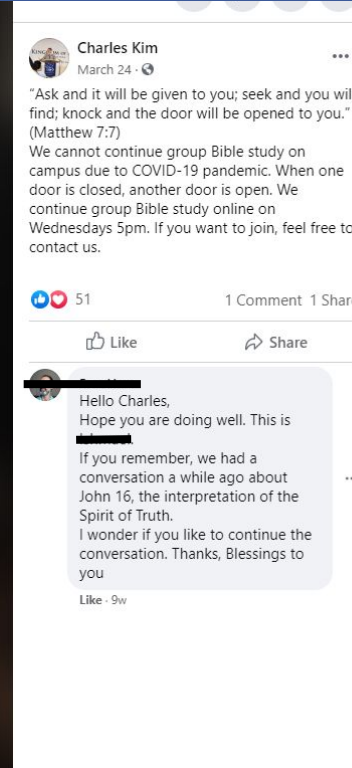 Charles Kim
March 24 ·
"Ask and it will be given to you; seek and you wil
find; knock and the door will be opened to you."
(Matthew 7:7)
We cannot continue group Bible study on
campus due to COVID-19 pandemic. When one
door is closed, another door is open. We
continue group Bible study online on
Wednesdays 5pm. If you want to join, feel free to
contact us.
51
1 Comment 1 Shar
Like
Share
Hello Charles,
Hope you are doing well. This is
If you remember, we had a
conversation a while ago about
John 16, the interpretation of the
Spirit of Truth.
I wonder if you like to continue the
conversation. Thanks, Blessings to
you
Like · 9w